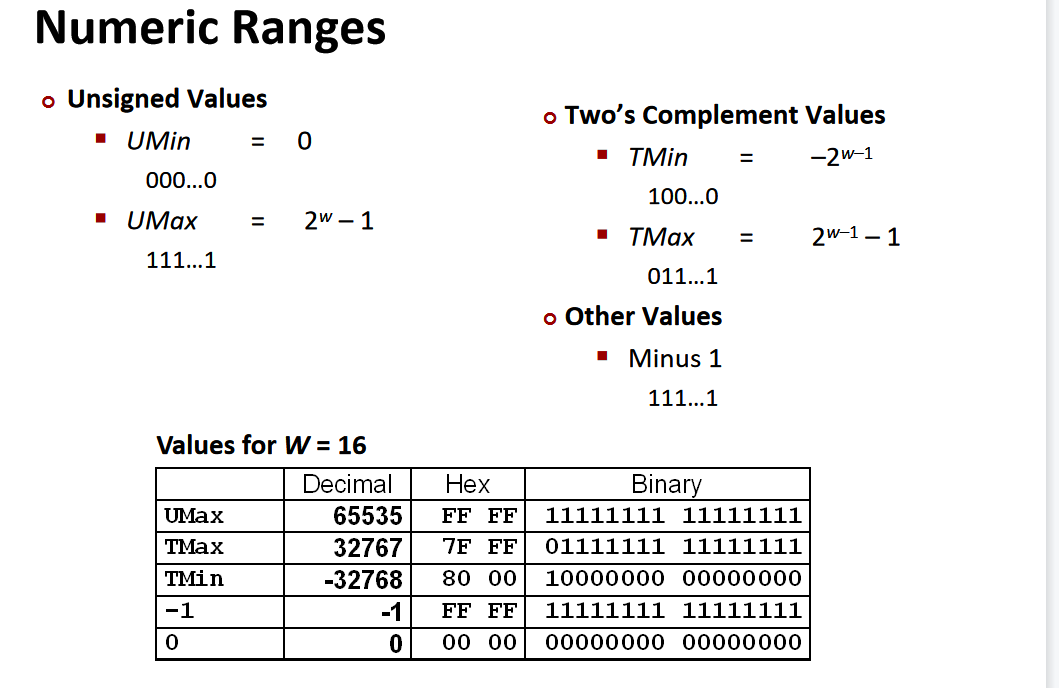 Numeric Ranges
Unsigned Values
UMin = 0
000…0
UMax = 2ʷ – 1
111…1
Two’s Complement Values
TMin = –2ʷ⁻¹
100…0
TMax = 2ʷ⁻¹ – 1
011…1
Other Values
Minus 1
111…1
Values for W = 16
Decimal Hex Binary
UMax 65535 FF FF 11111111 11111111
TMax 32767 7F FF 01111111 11111111
TMin -32768 80 00 10000000 00000000
-1 -1 FF FF 11111111 11111111
0 0 00 00 00000000 00000000